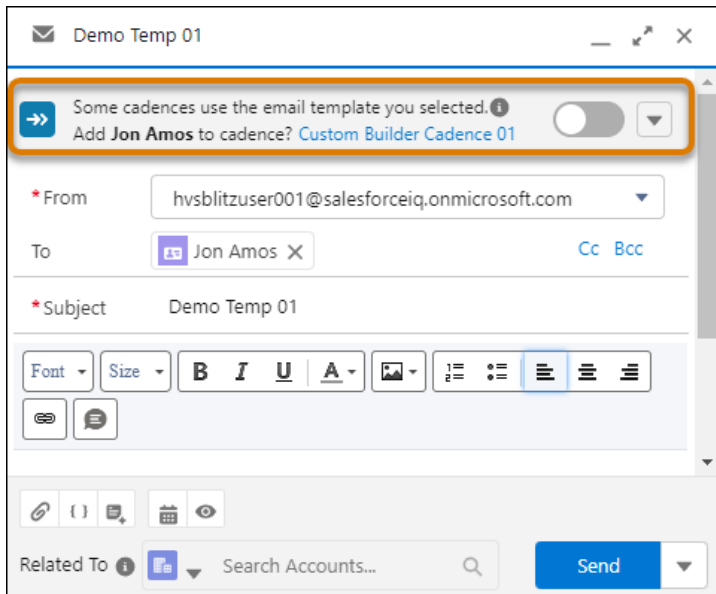 Demo Temp 01
Some cadences use the email template you selected.
Add Jon Amos to cadence? Custom Builder Cadence 01
*From hvsblitzuser001@salesforceiq.onmicrosoft.com
To Jon Amos Cc Bcc
*Subject Demo Temp 01
Font Size B I U A
Related To Search Accounts... Send